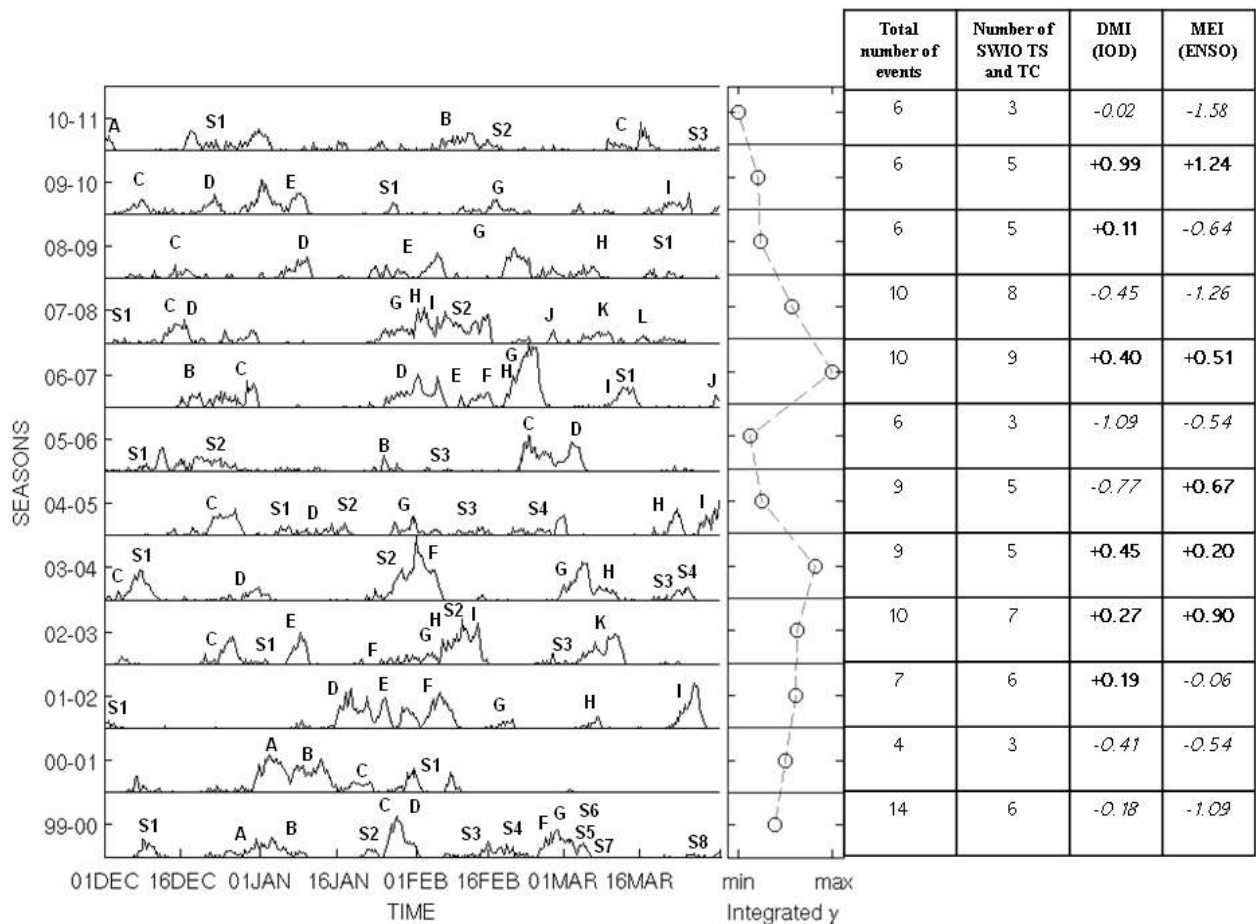 Total number of events Number of SWIO TS and TC DMI (IOD) MEI (ENSO)
10-11 A S1 B S2 C S3 6 3 -0.02 -1.58
09-10 C D E S1 G I 6 5 +0.99 +1.24
08-09 C D E G H S1 6 5 +0.11 -0.64
07-08 S1 C D G H I S2 J K L 10 8 -0.45 -1.26
06-07 B C D E F H G I S1 J 10 9 +0.40 +0.51
05-06 S1 S2 B S3 C D 6 3 -1.09 -0.54
04-05 C S1 D S2 G S3 S4 H I 9 5 -0.77 +0.67
03-04 C S1 D S2 F G H S3 S4 9 5 +0.45 +0.20
02-03 C S1 E F G H S2 I S3 K 10 7 +0.27 +0.90
01-02 S1 D E F G H I 7 6 +0.19 -0.06
00-01 A B C S1 4 3 -0.41 -0.54
99-00 S1 A B S2 C D S3 S4 F G S6 S5 S7 S8 14 6 -0.18 -1.09
SEASONS
01DEC 16DEC 01JAN 16JAN 01FEB 16FEB 01MAR 16MAR min max
TIME Integrated y